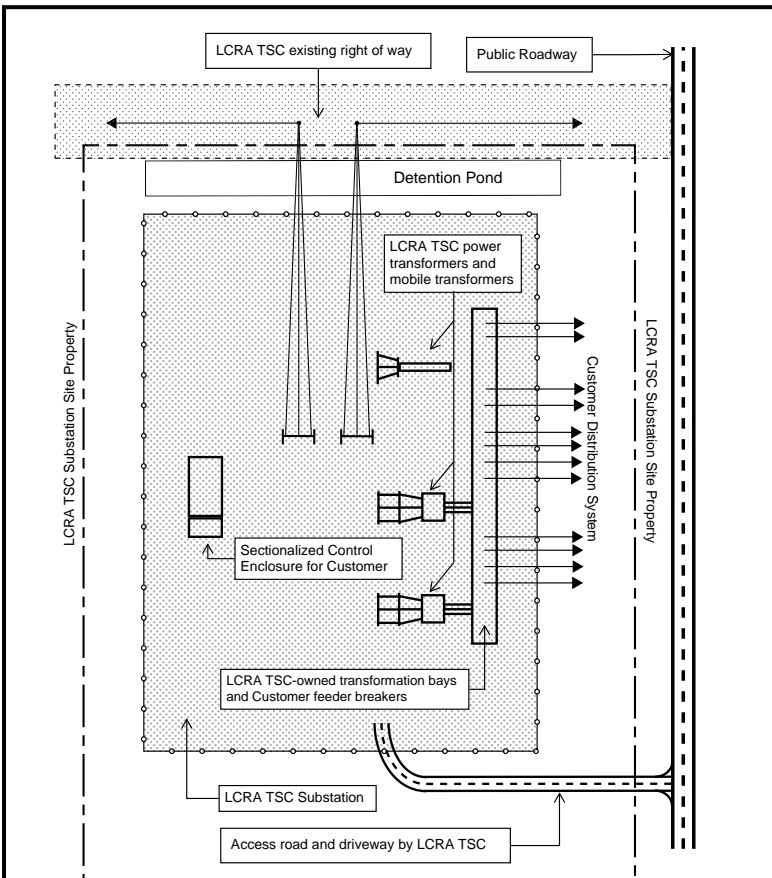 LCRA TSC existing right of way
Public Roadway
Detention Pond
LCRA TSC power
transformers and
mobile transformers
LCRA TSC Substation Site Property
Customer Distribution System
LCRA TSC Substation Site Property
Sectionalized Control
Enclosure for Customer
LCRA TSC-owned transformation bays
and Customer feeder breakers
LCRA TSC Substation
Access road and driveway by LCRA TSC